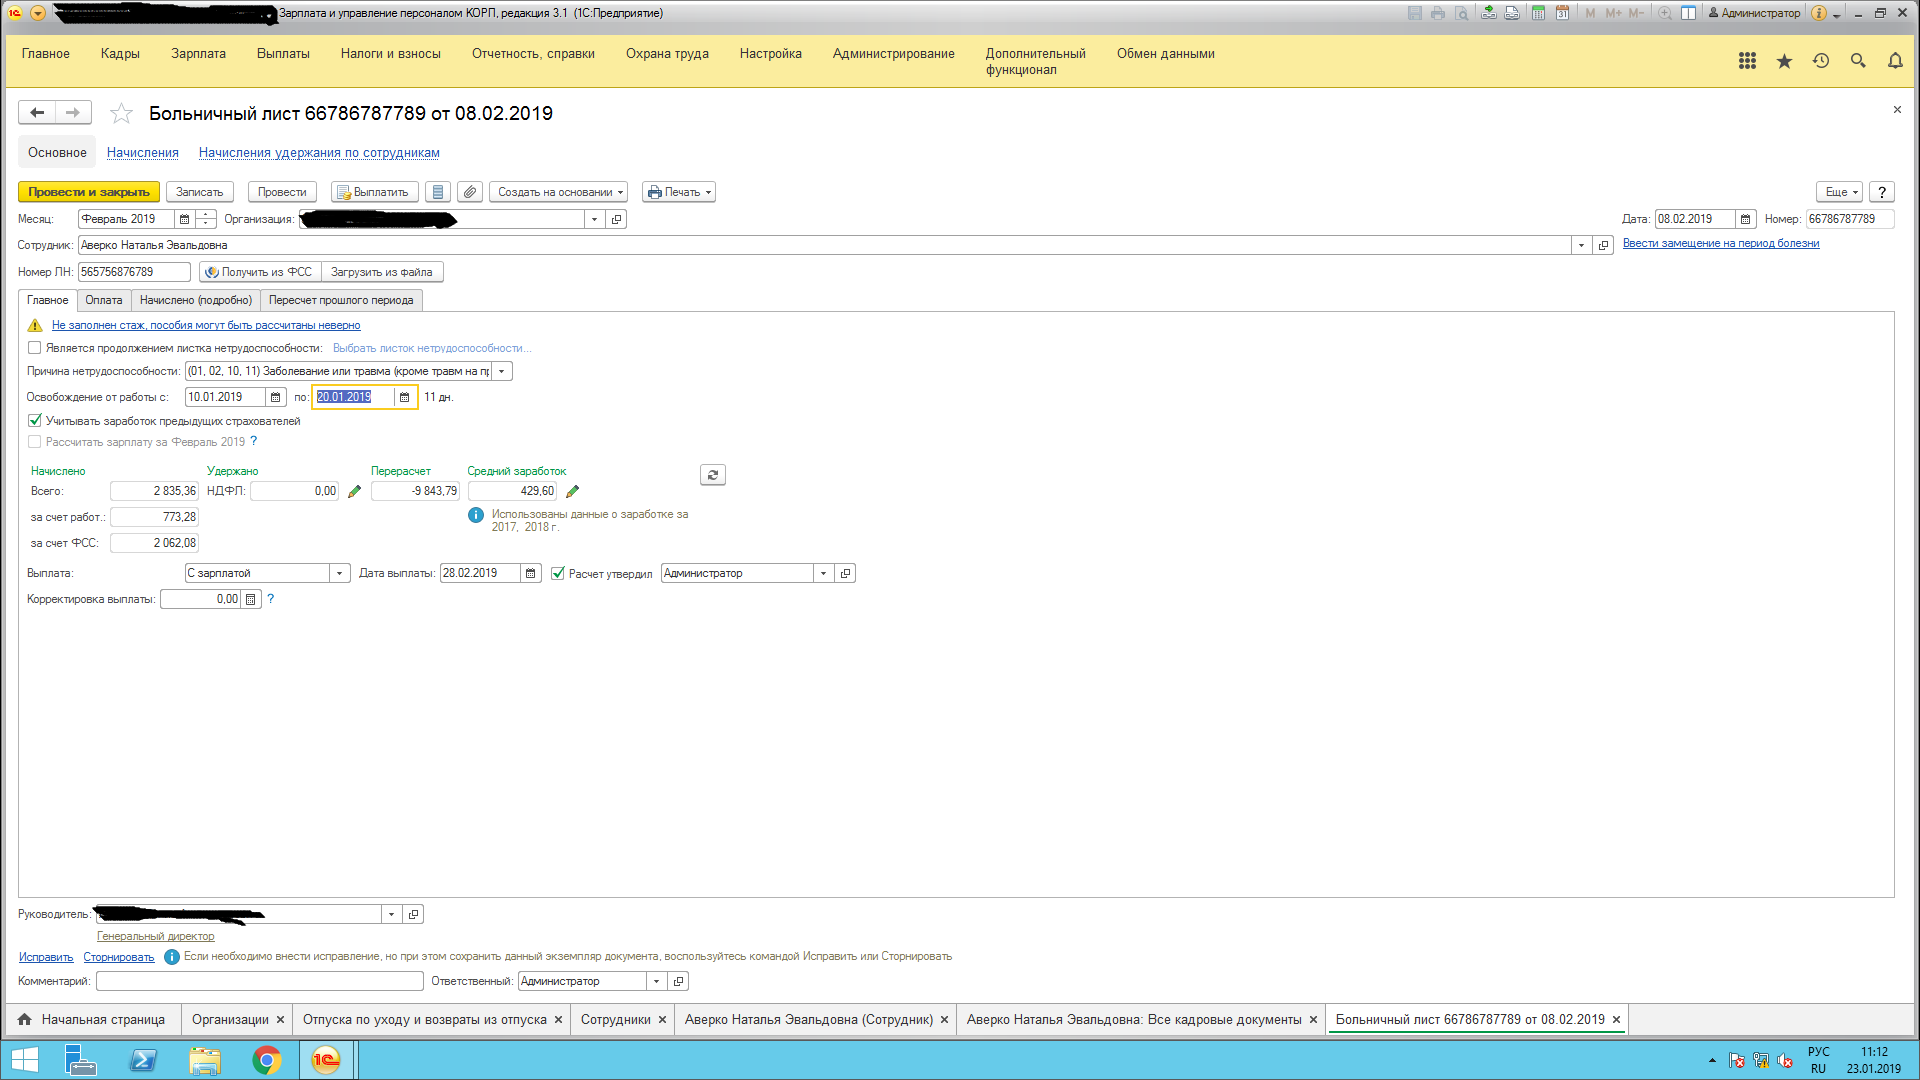 Зарплата и управление персоналом КОРП, редакция 3.1 (1С:Предприятие)
M M+ M- Администратор
Главное Кадры Зарплата Выплаты Налоги и взносы Отчетность, справки Охрана труда Настройка Администрирование Дополнительный функционал Обмен данными
Больничный лист 66786787789 от 08.02.2019
Основное Начисления Начисления удержания по сотрудникам
Провести и закрыть Записать Провести Выплатить Создать на основании Печать Еще ?
Месяц: Февраль 2019 Организация: Дата: 08.02.2019 Номер: 66786787789
Сотрудник: Аверко Наталья Эвальдовна Ввести замещение на период болезни
Номер ЛН: 565756876789 Получить из ФСС Загрузить из файла
Главное Оплата Начислено (подробно) Пересчет прошлого периода
Не заполнен стаж, пособия могут быть рассчитаны неверно
Является продолжением листка нетрудоспособности: Выбрать листок нетрудоспособности...
Причина нетрудоспособности: (01, 02, 10, 11) Заболевание или травма (кроме травм на пр
Освобождение от работы с: 10.01.2019 по: 20.01.2019 11 дн.
Учитывать заработок предыдущих страхователей
Рассчитать зарплату за Февраль 2019 ?
Начислено Удержано Перерасчет Средний заработок
Всего: 2 835,36 НДФЛ: 0,00 -9 843,79 429,60
за счет работ.: 773,28 Использованы данные о заработке за
2017, 2018 г.
за счет ФСС: 2 062,08
Выплата: С зарплатой Дата выплаты: 28.02.2019 Расчет утвердил Администратор
Корректировка выплаты: 0,00 ?
Руководитель:
Генеральный директор
Исправить Сторнировать Если необходимо внести исправление, но при этом сохранить данный экземпляр документа, воспользуйтесь командой Исправить или Сторнировать
Комментарий: Ответственный: Администратор
Начальная страница Организации Отпуска по уходу и возвраты из отпуска Сотрудники Аверко Наталья Эвальдовна (Сотрудник) Аверко Наталья Эвальдовна: Все кадровые документы Больничный лист 66786787789 от 08.02.2019
РУС 11:12
RU 23.01.2019